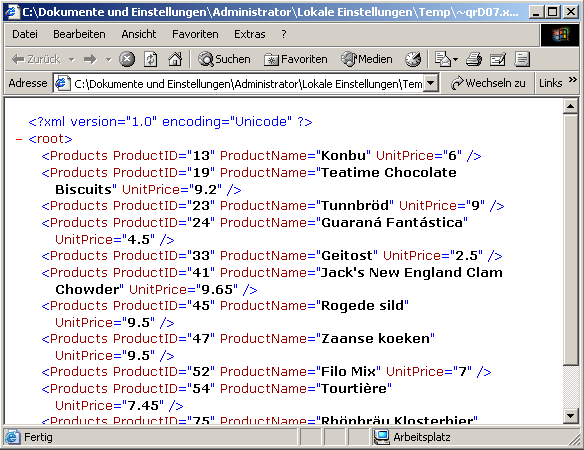 C:\Dokumente und Einstellungen\Administrator\Lokale Einstellungen\Temp\~qrD07.x...
Datei Bearbeiten Ansicht Favoriten Extras ?
Zurück Suchen Favoriten Medien
Adresse C:\Dokumente und Einstellungen\Administrator\Lokale Einstellungen\Tem Wechseln zu Links »
<?xml version="1.0" encoding="Unicode" ?>
- <root>
<Products ProductID="13" ProductName="Konbu" UnitPrice="6" />
<Products ProductID="19" ProductName="Teatime Chocolate
Biscuits" UnitPrice="9.2" />
<Products ProductID="23" ProductName="Tunnbröd" UnitPrice="9" />
<Products ProductID="24" ProductName="Guaraná Fantástica"
UnitPrice="4.5" />
<Products ProductID="33" ProductName="Geitost" UnitPrice="2.5" />
<Products ProductID="41" ProductName="Jack's New England Clam
Chowder" UnitPrice="9.65" />
<Products ProductID="45" ProductName="Rogede sild"
UnitPrice="9.5" />
<Products ProductID="47" ProductName="Zaanse koeken"
UnitPrice="9.5" />
<Products ProductID="52" ProductName="Filo Mix" UnitPrice="7" />
<Products ProductID="54" ProductName="Tourtière"
UnitPrice="7.45" />
<Products ProductID="75" ProductName="Rhönbräu Klosterbier"
Fertig Arbeitsplatz